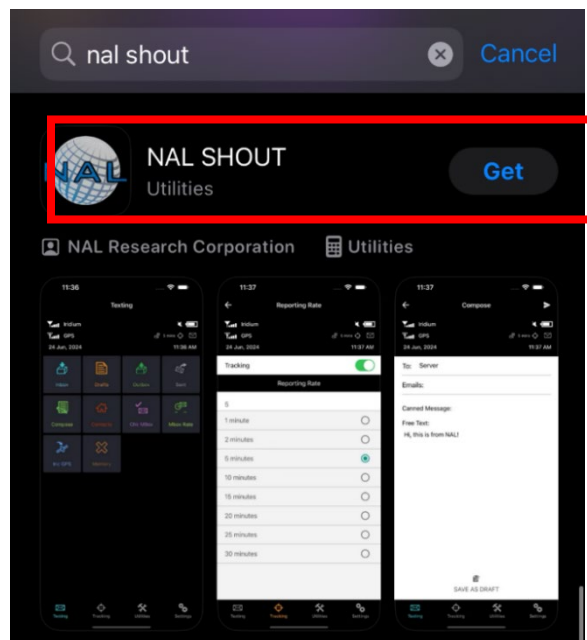 nal shout
Cancel
NAL
NAL SHOUT
Utilities
Get
NAL Research Corporation
Utilities
11:36
Texting
Iridium
GPS
24 Jun, 2024
11:36 AM
Inbox
Drafts
Outbox
Sent
Compose
Contacts
Mbox Rate
Inv GPS
Memory
Texting
Tracking
Utilities
Settings
11:37
Reporting Rate
Iridium
GPS
24 Jun, 2024
11:37 AM
Tracking
Reporting Rate
5
1 minute
2 minutes
5 minutes
10 minutes
15 minutes
20 minutes
25 minutes
30 minutes
Texting
Tracking
Utilities
Settings
11:37
Compose
Iridium
GPS
24 Jun, 2024
11:37 AM
To: Server
Emails:
Canned Message:
Free Text:
Hi, this is from NAL!
SAVE AS DRAFT
Texting
Tracking
Utilities
Settings